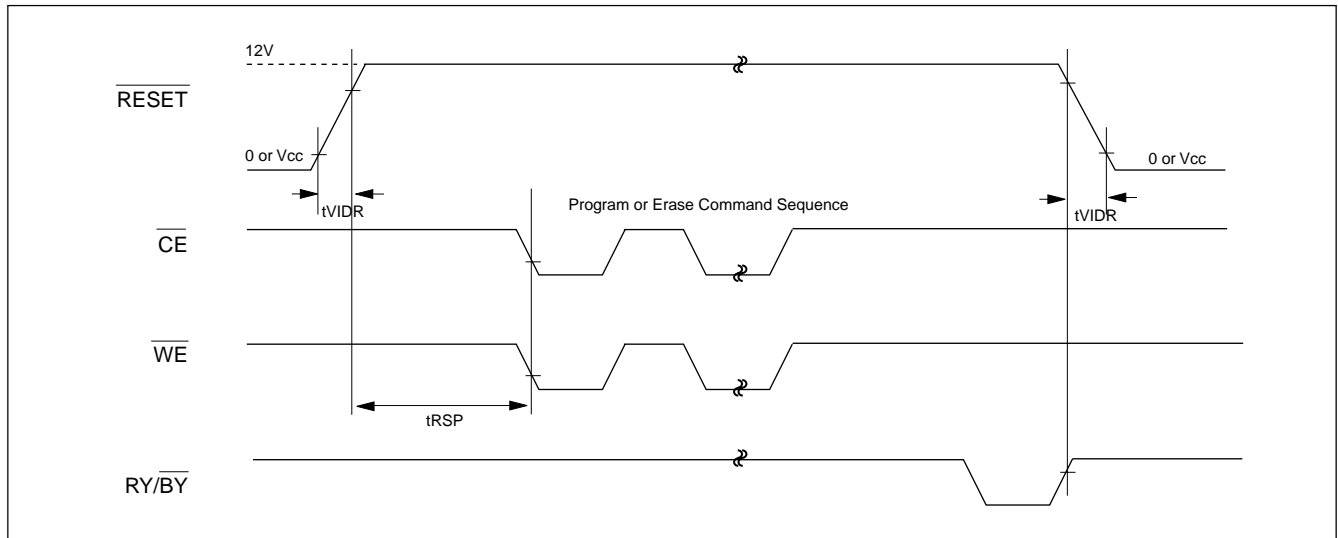 12V
RESET
0 or Vcc
0 or Vcc
tVIDR
Program or Erase Command Sequence
tVIDR
CE
WE
tRSP
RY/BY